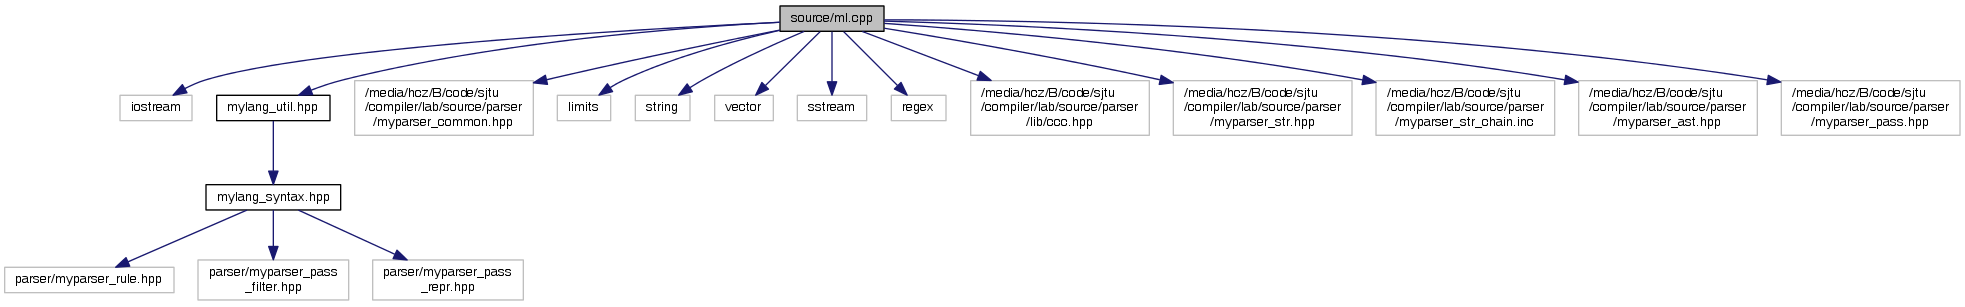 source/ml.cpp
iostream
mylang_util.hpp
/media/hcz/B/code/sjtu
/compiler/lab/source/parser
/myparser_common.hpp
limits
string
vector
sstream
regex
/media/hcz/B/code/sjtu
/compiler/lab/source/parser
/lib/ccc.hpp
/media/hcz/B/code/sjtu
/compiler/lab/source/parser
/myparser_str.hpp
/media/hcz/B/code/sjtu
/compiler/lab/source/parser
/myparser_str_chain.inc
/media/hcz/B/code/sjtu
/compiler/lab/source/parser
/myparser_ast.hpp
/media/hcz/B/code/sjtu
/compiler/lab/source/parser
/myparser_pass.hpp
mylang_syntax.hpp
parser/myparser_rule.hpp
parser/myparser_pass
_filter.hpp
parser/myparser_pass
_repr.hpp